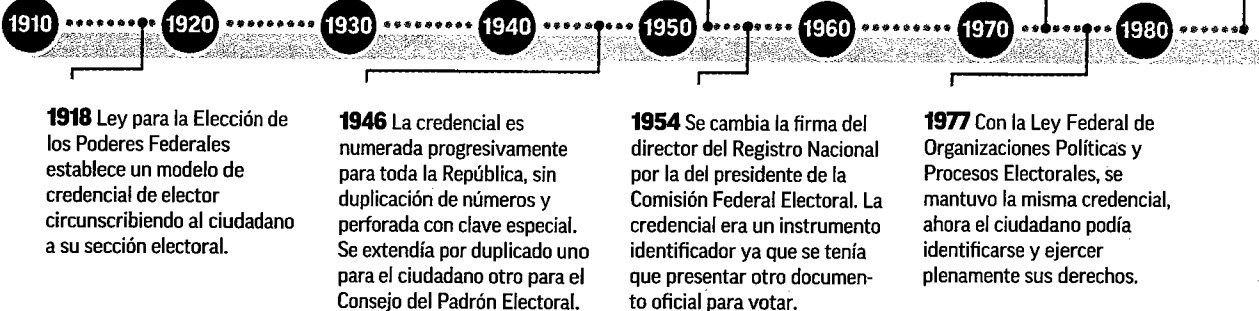 1910 1920 1930 1940 1950 1960 1970 1980
1918 Ley para la Elección de
los Poderes Federales
establece un modelo de
credencial de elector
circunscribiendo al ciudadano
a su sección electoral.
1946 La credencial es
numerada progresivamente
para toda la República, sin
duplicación de números y
perforada con clave especial.
Se extendía por duplicado uno
para el ciudadano otro para el
Consejo del Padrón Electoral.
1954 Se cambia la firma del
director del Registro Nacional
por la del presidente de la
Comisión Federal Electoral. La
credencial era un instrumento
identificador ya que se tenía
que presentar otro documen-
to oficial para votar.
1977 Con la Ley Federal de
Organizaciones Políticas y
Procesos Electorales, se
mantuvo la misma credencial,
ahora el ciudadano podía
identificarse y ejercer
plenamente sus derechos.